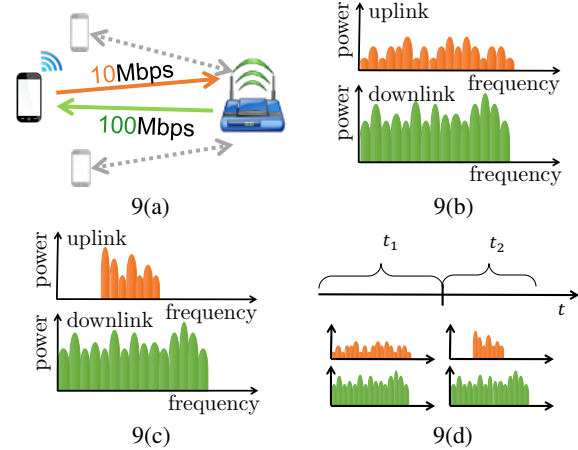 10Mbps
100Mbps
9(a)
power
uplink
frequency
power
downlink
frequency
9(b)
power
uplink
frequency
power
downlink
frequency
9(c)
t₁
t₂
t
9(d)